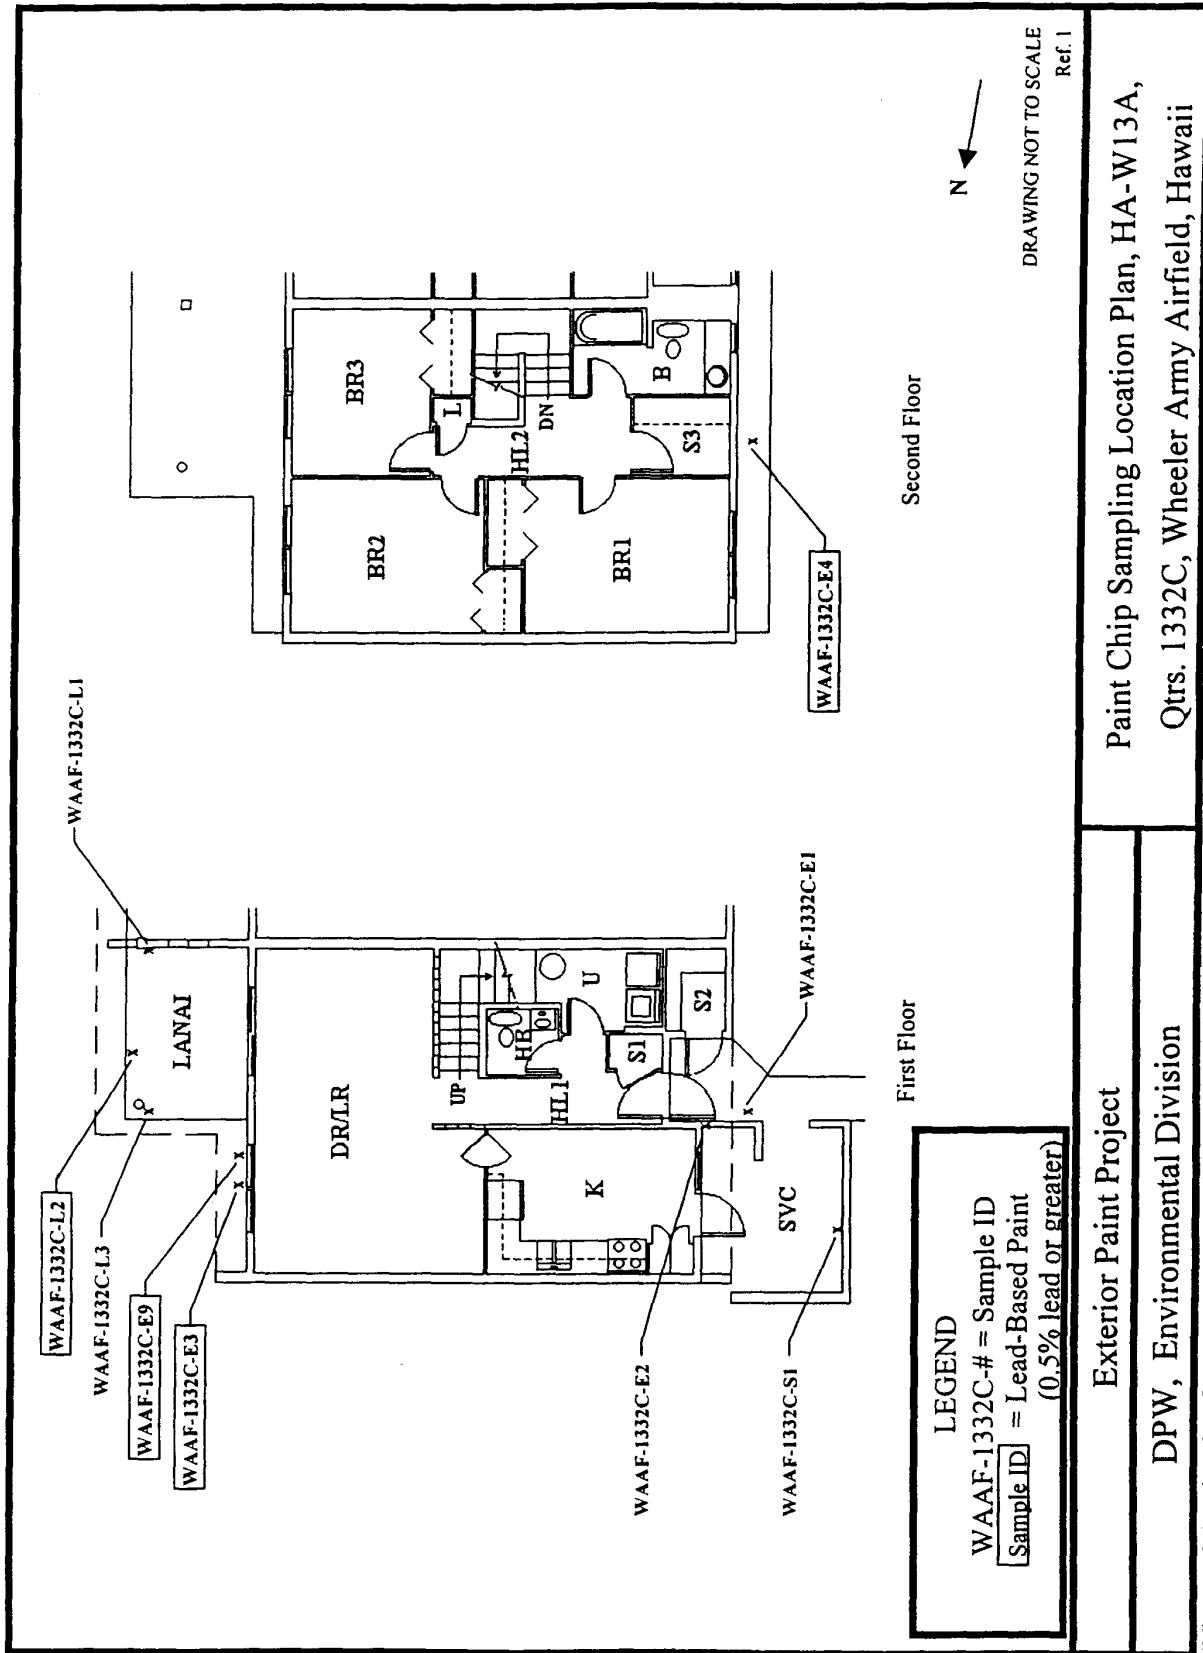 WAAF-1332C-L2
WAAF-1332C-L3
WAAF-1332C-E9
WAAF-1332C-E3
WAAF-1332C-L1
LANAI
DR/LR
UP
HB
U
HL1
S1
S2
K
SVC
WAAF-1332C-E2
WAAF-1332C-S1
WAAF-1332C-E1
First Floor
BR3
BR2
L
HL2
DN
B
S3
BR1
WAAF-1332C-E4
Second Floor
N
DRAWING NOT TO SCALE
Ref. 1
LEGEND
WAAF-1332C-# = Sample ID
Sample ID = Lead-Based Paint
(0.5% lead or greater)
Exterior Paint Project
DPW, Environmental Division
Paint Chip Sampling Location Plan, HA-W13A,
Qtrs. 1332C, Wheeler Army Airfield, Hawaii